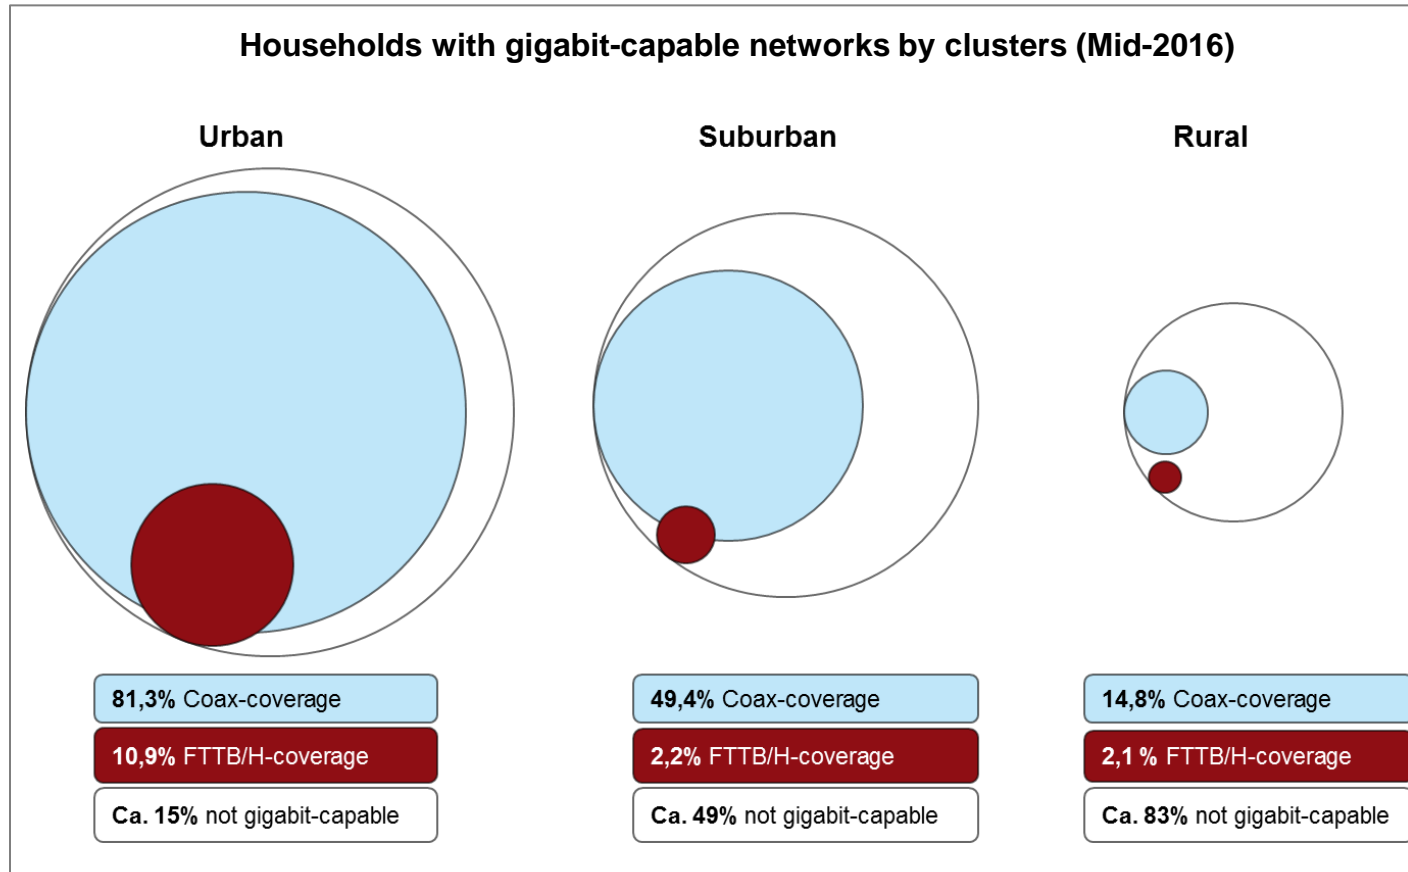 Households with gigabit-capable networks by clusters (Mid-2016)
Urban
Suburban
Rural
81,3% Coax-coverage
10,9% FTTB/H-coverage
Ca. 15% not gigabit-capable
49,4% Coax-coverage
2,2% FTTB/H-coverage
Ca. 49% not gigabit-capable
14,8% Coax-coverage
2,1 % FTTB/H-coverage
Ca. 83% not gigabit-capable